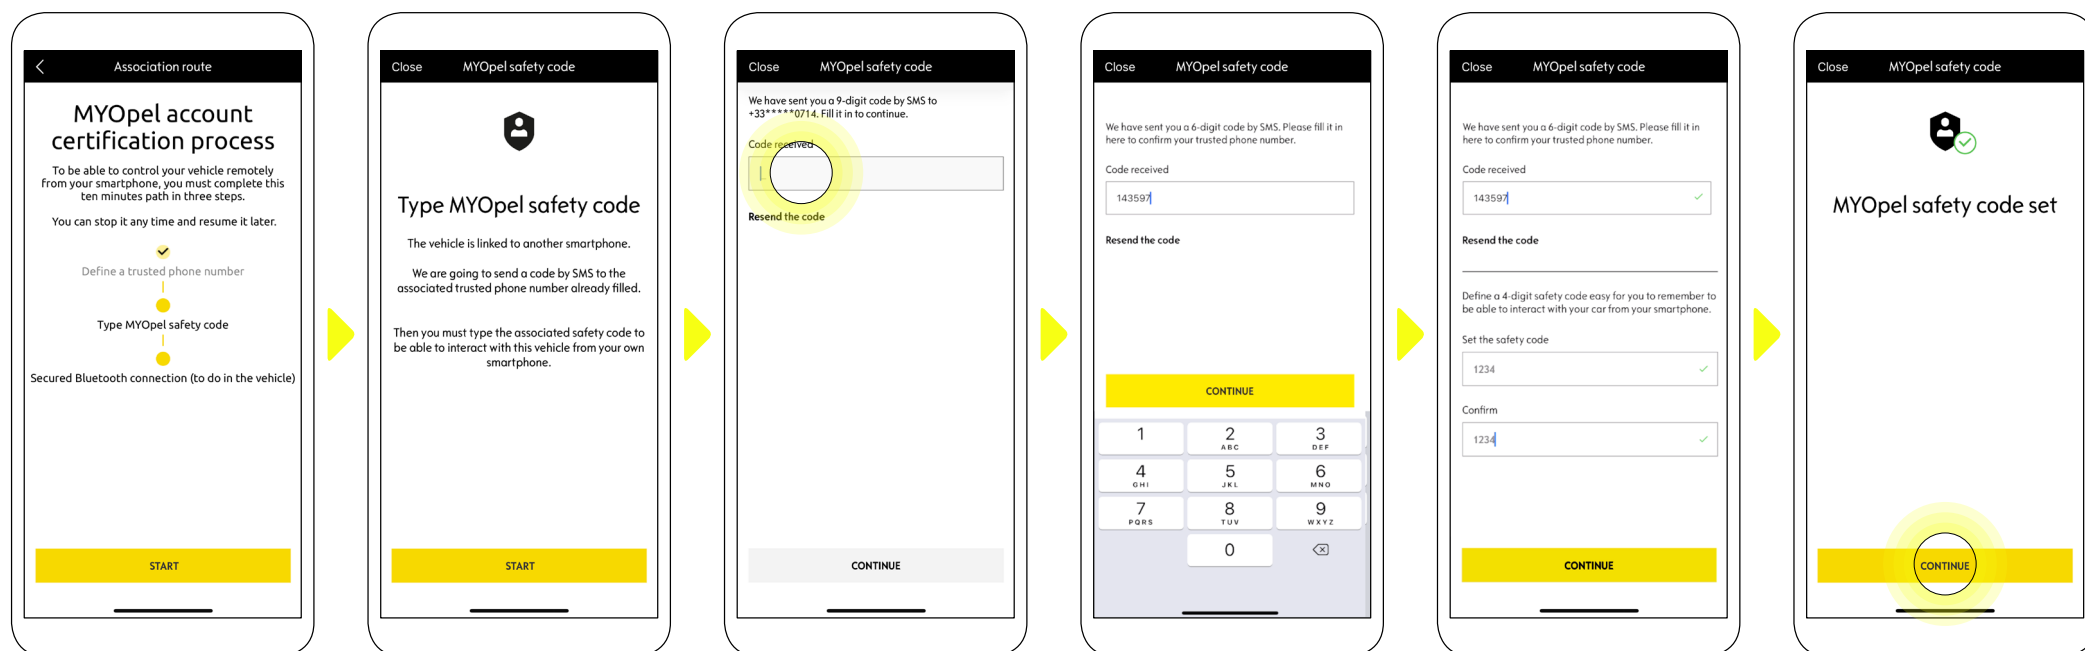 Association route
MYOpel account
certification process
To be able to control your vehicle remotely
from your smartphone, you must complete this
ten minutes path in three steps.
You can stop it any time and resume it later.
Define a trusted phone number
Type MYOpel safety code
Secured Bluetooth connection (to do in the vehicle)
START
Close MYOpel safety code
Type MYOpel safety code
The vehicle is linked to another smartphone.
We are going to send a code by SMS to the
associated trusted phone number already filled.
Then you must type the associated safety code to
be able to interact with this vehicle from your own
smartphone.
START
Close MYOpel safety code
We have sent you a 9-digit code by SMS to
+33*****0714. Fill it in to continue.
Code received
Resend the code
CONTINUE
Close MYOpel safety code
We have sent you a 6-digit code by SMS. Please fill it in
here to confirm your trusted phone number.
Code received
143597
Resend the code
CONTINUE
1 2 3
ABC DEF
4 5 6
GHI JKL MNO
7 8 9
PQRS TUV WXYZ
0
Close MYOpel safety code
We have sent you a 6-digit code by SMS. Please fill it in
here to confirm your trusted phone number.
Code received
143597
Resend the code
Define a 4-digit safety code easy for you to remember to
be able to interact with your car from your smartphone.
Set the safety code
1234
Confirm
1234
CONTINUE
Close MYOpel safety code
MYOpel safety code set
CONTINUE